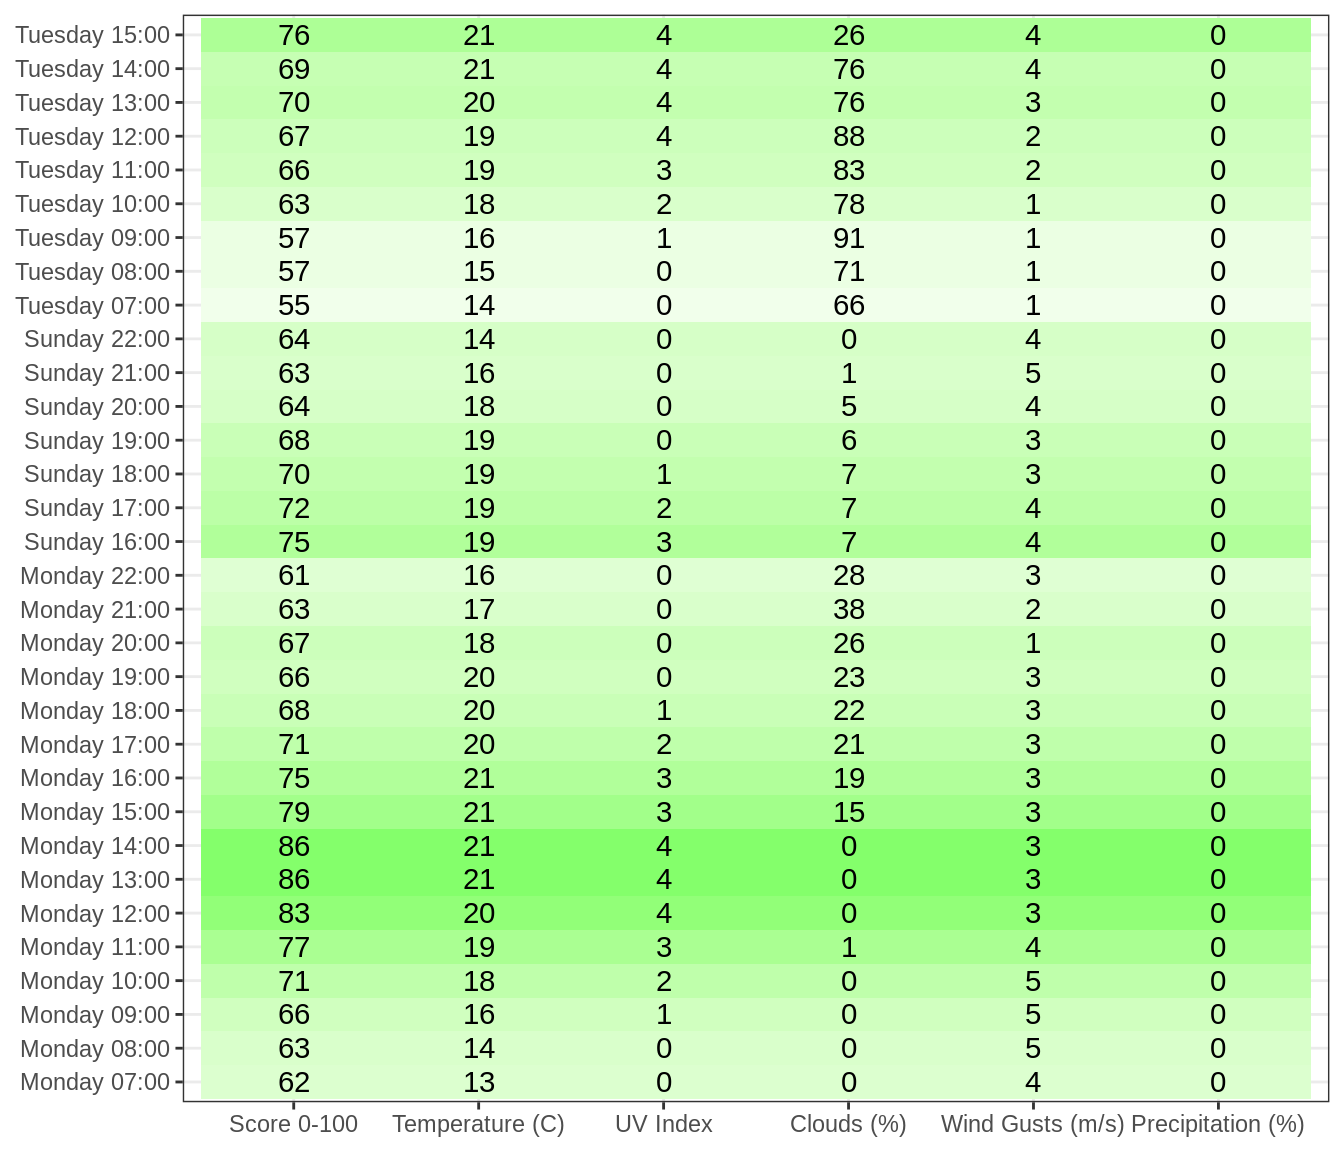 Tuesday 15:00 76 21 4 26 4 0
Tuesday 14:00 69 21 4 76 4 0
Tuesday 13:00 70 20 4 76 3 0
Tuesday 12:00 67 19 4 88 2 0
Tuesday 11:00 66 19 3 83 2 0
Tuesday 10:00 63 18 2 78 1 0
Tuesday 09:00 57 16 1 91 1 0
Tuesday 08:00 57 15 0 71 1 0
Tuesday 07:00 55 14 0 66 1 0
Sunday 22:00 64 14 0 0 4 0
Sunday 21:00 63 16 0 1 5 0
Sunday 20:00 64 18 0 5 4 0
Sunday 19:00 68 19 0 6 3 0
Sunday 18:00 70 19 1 7 3 0
Sunday 17:00 72 19 2 7 4 0
Sunday 16:00 75 19 3 7 4 0
Monday 22:00 61 16 0 28 3 0
Monday 21:00 63 17 0 38 2 0
Monday 20:00 67 18 0 26 1 0
Monday 19:00 66 20 0 23 3 0
Monday 18:00 68 20 1 22 3 0
Monday 17:00 71 20 2 21 3 0
Monday 16:00 75 21 3 19 3 0
Monday 15:00 79 21 3 15 3 0
Monday 14:00 86 21 4 0 3 0
Monday 13:00 86 21 4 0 3 0
Monday 12:00 83 20 4 0 3 0
Monday 11:00 77 19 3 1 4 0
Monday 10:00 71 18 2 0 5 0
Monday 09:00 66 16 1 0 5 0
Monday 08:00 63 14 0 0 5 0
Monday 07:00 62 13 0 0 4 0
Score 0-100 Temperature (C) UV Index Clouds (%) Wind Gusts (m/s) Precipitation (%)